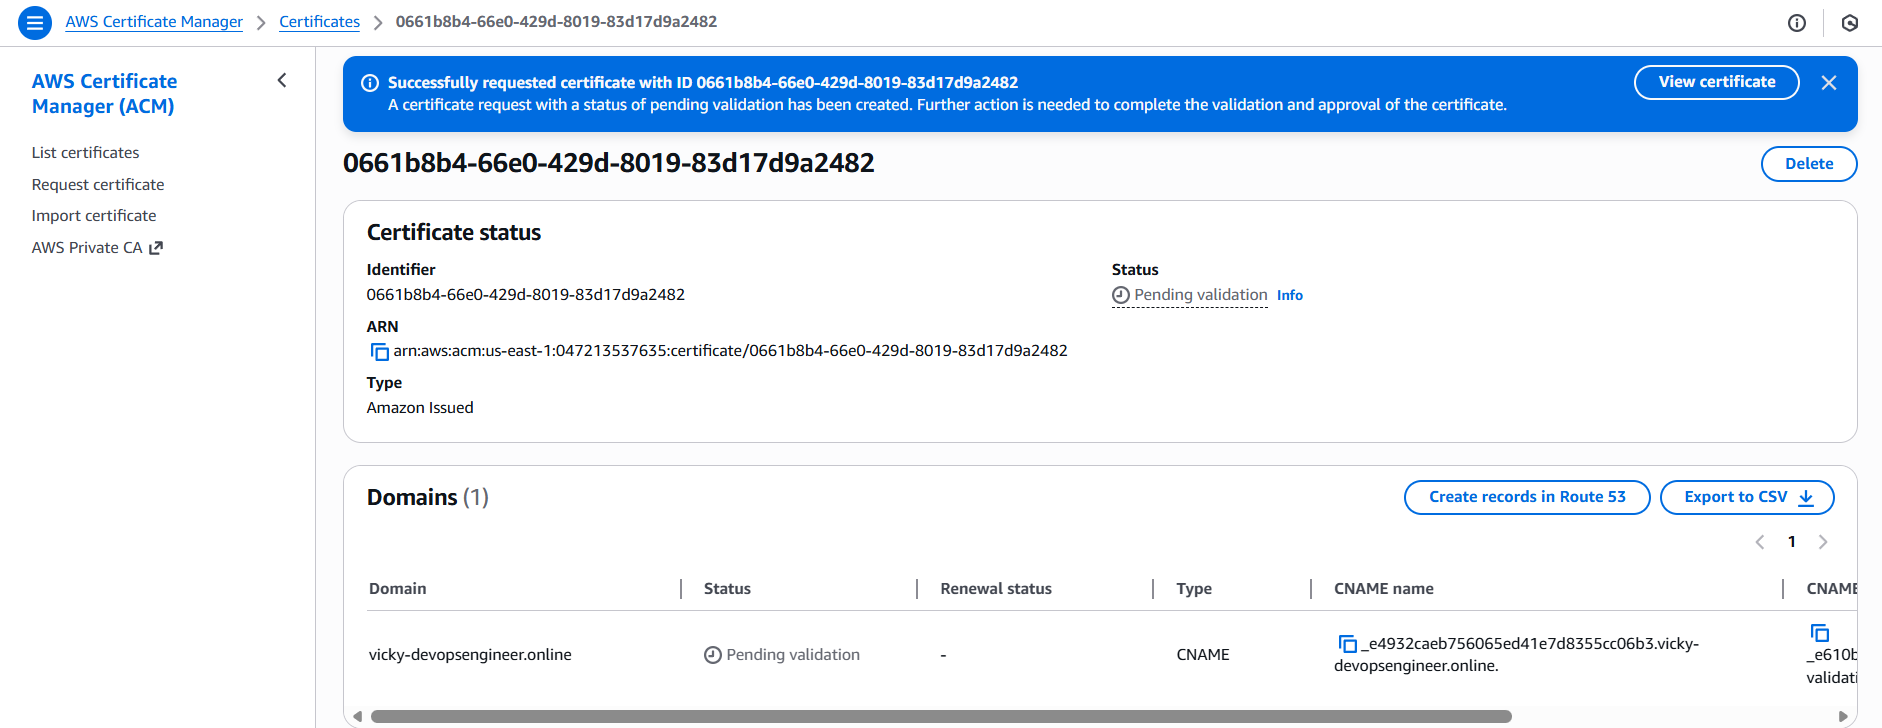 AWS Certificate Manager > Certificates > 0661b8b4-66e0-429d-8019-83d17d9a2482
AWS Certificate
Manager (ACM)
List certificates
Request certificate
Import certificate
AWS Private CA
Successfully requested certificate with ID 0661b8b4-66e0-429d-8019-83d17d9a2482
A certificate request with a status of pending validation has been created. Further action is needed to complete the validation and approval of the certificate.
View certificate
0661b8b4-66e0-429d-8019-83d17d9a2482
Delete
Certificate status
Identifier
0661b8b4-66e0-429d-8019-83d17d9a2482
ARN
arn:aws:acm:us-east-1:047213537635:certificate/0661b8b4-66e0-429d-8019-83d17d9a2482
Type
Amazon Issued
Status
Pending validation Info
Domains (1)
Create records in Route 53
Export to CSV
1
Domain Status Renewal status Type CNAME name CNAME
vicky-devopsengineer.online Pending validation - CNAME
_e4932caeb756065ed41e7d8355cc06b3.vicky-
devopsengineer.online.
_e610b
validati